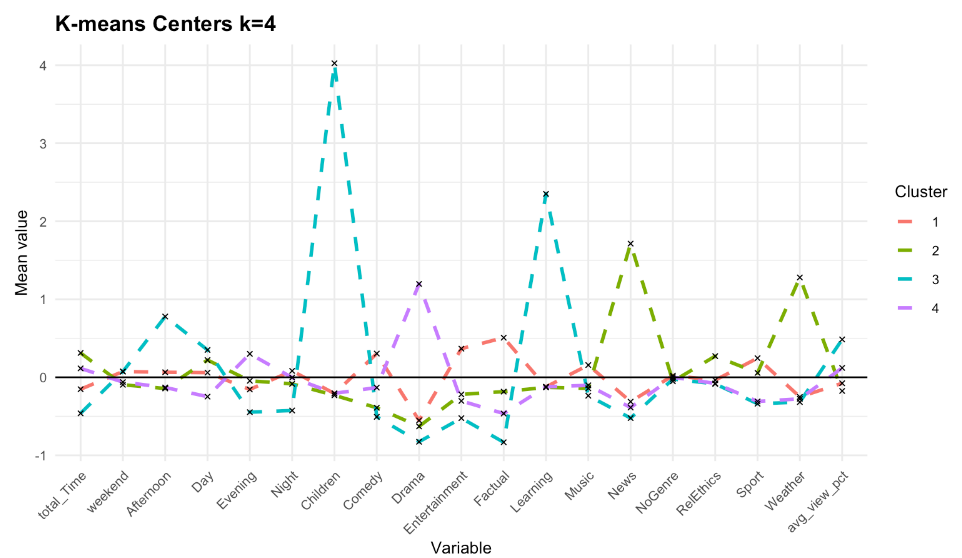 K-means Centers k=4
Mean value
4
3
2
1
0
-1
total_Time
weekend
Afternoon
Day
Evening
Night
Children
Comedy
Drama
Entertainment
Factual
Learning
Music
News
NoGenre
RelEthics
Sport
Weather
avg_view_pct
Variable
Cluster
1
2
3
4